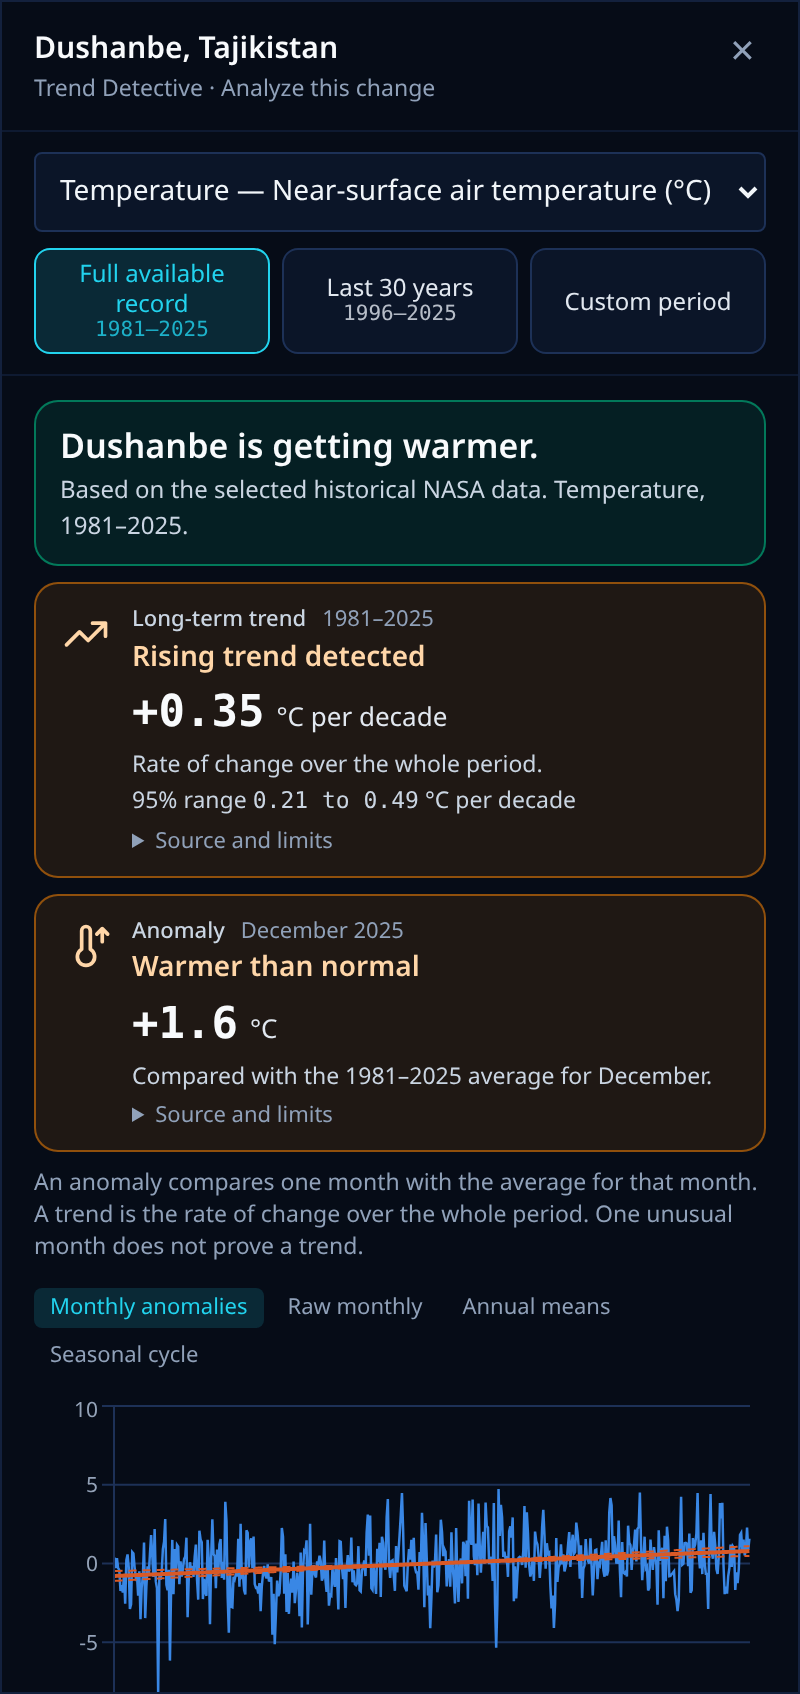 Dushanbe, Tajikistan
Trend Detective · Analyze this change
Temperature — Near-surface air temperature (°C)
Full available
record
1981–2025
Last 30 years
1996–2025
Custom period
Dushanbe is getting warmer.
Based on the selected historical NASA data. Temperature,
1981–2025.
Long-term trend 1981–2025
Rising trend detected
+0.35 °C per decade
Rate of change over the whole period.
95% range 0.21 to 0.49 °C per decade
Source and limits
Anomaly December 2025
Warmer than normal
+1.6 °C
Compared with the 1981–2025 average for December.
Source and limits
An anomaly compares one month with the average for that month.
A trend is the rate of change over the whole period. One unusual
month does not prove a trend.
Monthly anomalies Raw monthly Annual means
Seasonal cycle
10
5
0
-5